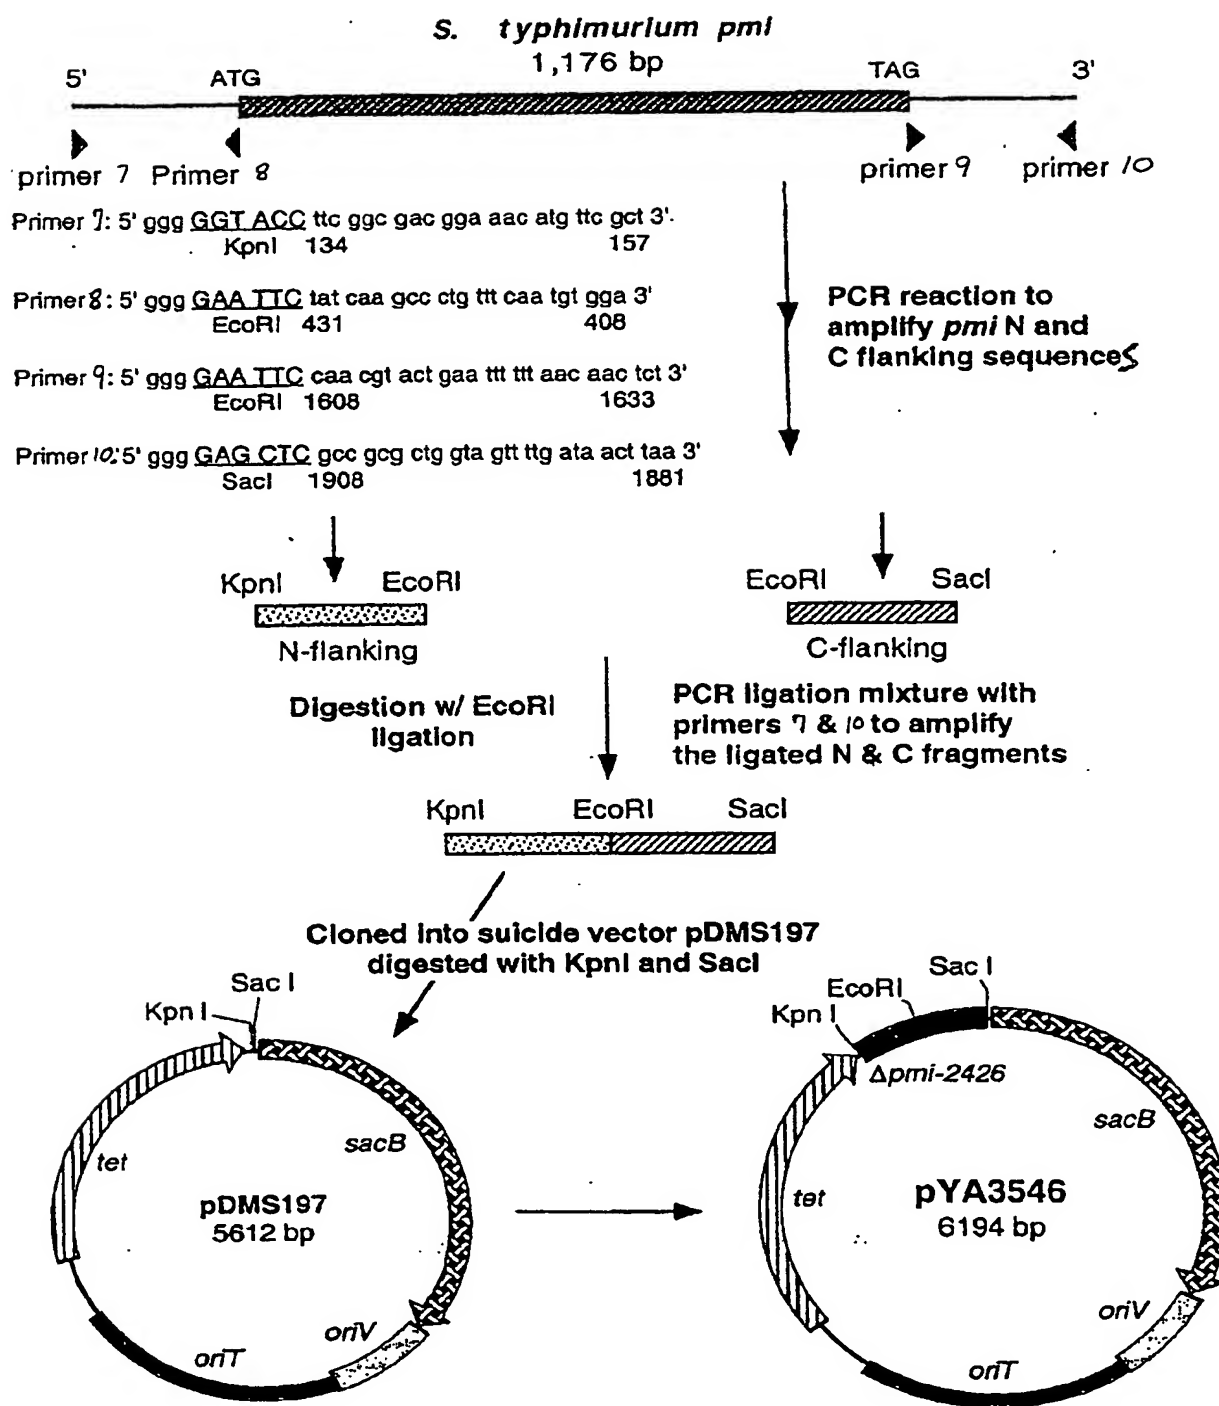 S. typhimurium pmi
1,176 bp
5' ATG TAG 3'
primer 7 Primer 8 primer 9 primer 10
Primer 7: 5' ggg GGT ACC ttc ggc gac gga aac atg ttc gct 3'.
KpnI 134 157
Primer 8: 5' ggg GAA TTC tat caa gcc ctg ttt caa tgt gga 3'
EcoRI 431 408
Primer 9: 5' ggg GAA TTC caa cgt act gaa ttt ttt aac aac tct 3'
EcoRI 1608 1633
Primer 10: 5' ggg GAG CTC gcc gcg ctg gta gtt ttg ata act taa 3'
SacI 1908 1881
PCR reaction to
amplify pmi N and
C flanking sequences
KpnI EcoRI
N-flanking
EcoRI SacI
C-flanking
Digestion w/ EcoRI
ligation
PCR ligation mixture with
primers 7 & 10 to amplify
the ligated N & C fragments
KpnI EcoRI SacI
Cloned into suicide vector pDMS197
digested with KpnI and SacI
Kpn I Sac I
tet
sacB
pDMS197
5612 bp
oriV
oriT
Kpn I EcoRI Sac I
Δpmi-2426
tet
sacB
pYA3546
6194 bp
oriV
oriT